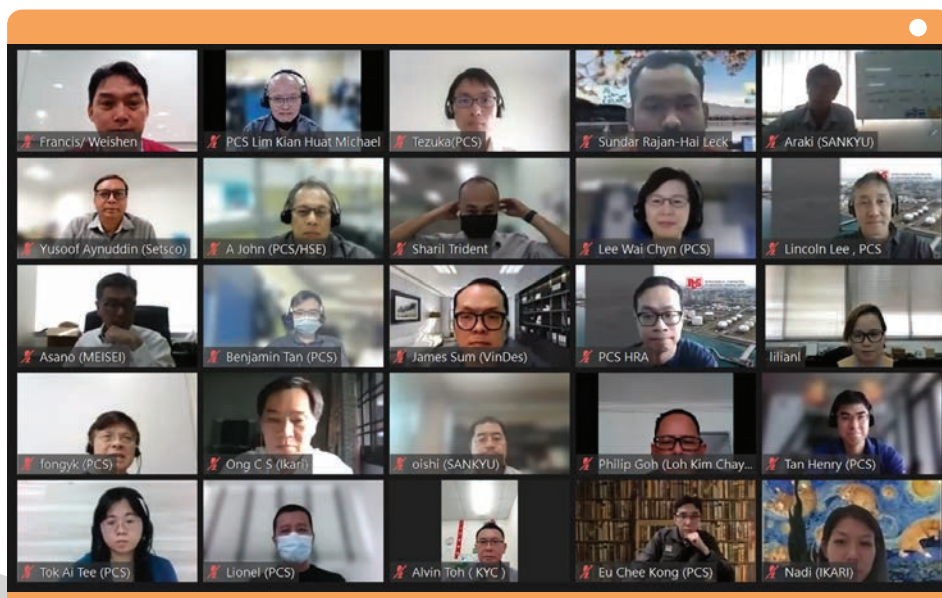 Francis/ Weishen
PCS Lim Kian Huat Michael
Tezuka(PCS)
Sundar Rajan-Hai Leck
Araki (SANKYU)
Yusoof Aynuddin (Setsco)
A John (PCS/HSE)
Sharil Trident
Lee Wai Chyn (PCS)
Lincoln Lee , PCS
Asano (MEISEI)
Benjamin Tan (PCS)
James Sum (VinDes)
PCS HRA
lilianl
fongyk (PCS)
Ong C S (Ikari)
oishi (SANKYU)
Philip Goh (Loh Kim Chay...
Tan Henry (PCS)
Tok Ai Tee (PCS)
Lionel (PCS)
Alvin Toh ( KYC )
Eu Chee Kong (PCS)
Nadi (IKARI)